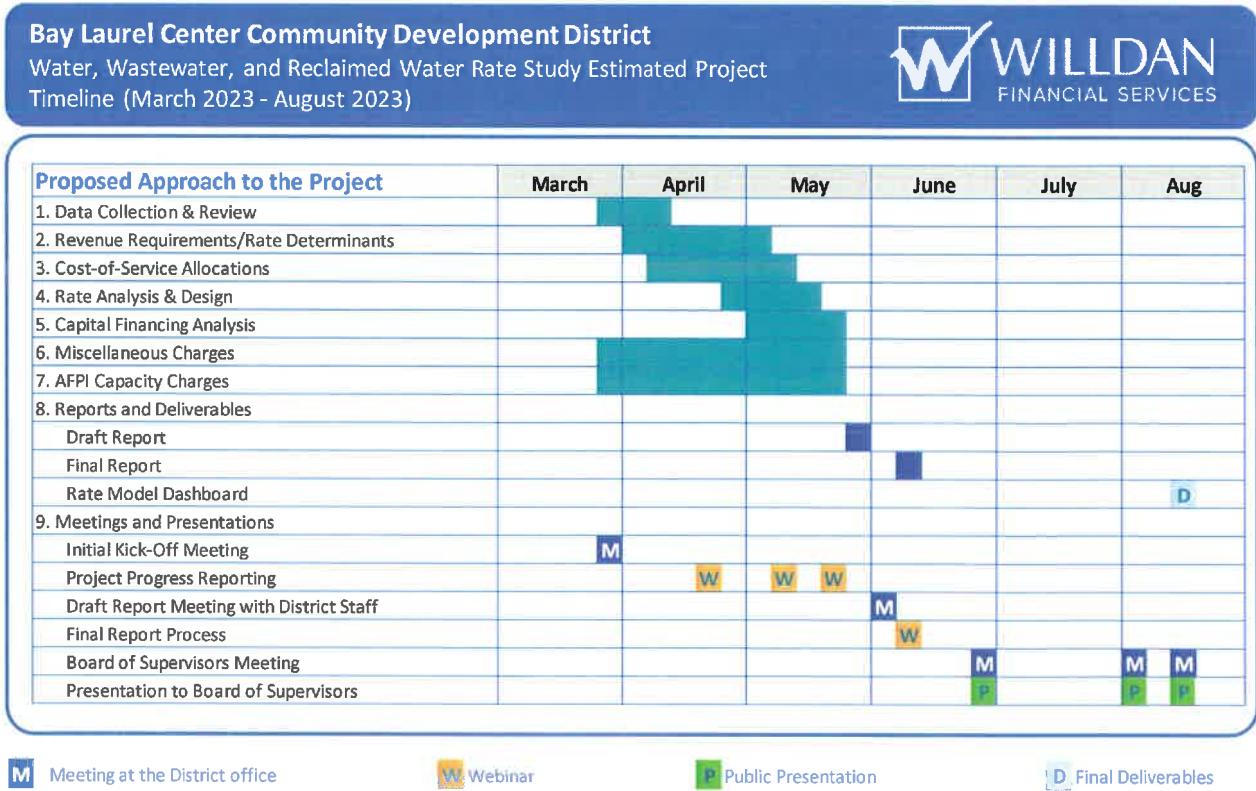 Bay Laurel Center Community Development District
Water, Wastewater, and Reclaimed Water Rate Study Estimated Project
Timeline (March 2023 - August 2023)
W WILLDAN
FINANCIAL SERVICES
Proposed Approach to the Project March April May June July Aug
1. Data Collection & Review
2. Revenue Requirements/Rate Determinants
3. Cost-of-Service Allocations
4. Rate Analysis & Design
5. Capital Financing Analysis
6. Miscellaneous Charges
7. AFPI Capacity Charges
8. Reports and Deliverables
Draft Report
Final Report
Rate Model Dashboard D
9. Meetings and Presentations
Initial Kick-Off Meeting M
Project Progress Reporting W W W
Draft Report Meeting with District Staff M
Final Report Process W
Board of Supervisors Meeting M M M
Presentation to Board of Supervisors P P P
M Meeting at the District office W Webinar P Public Presentation D Final Deliverables